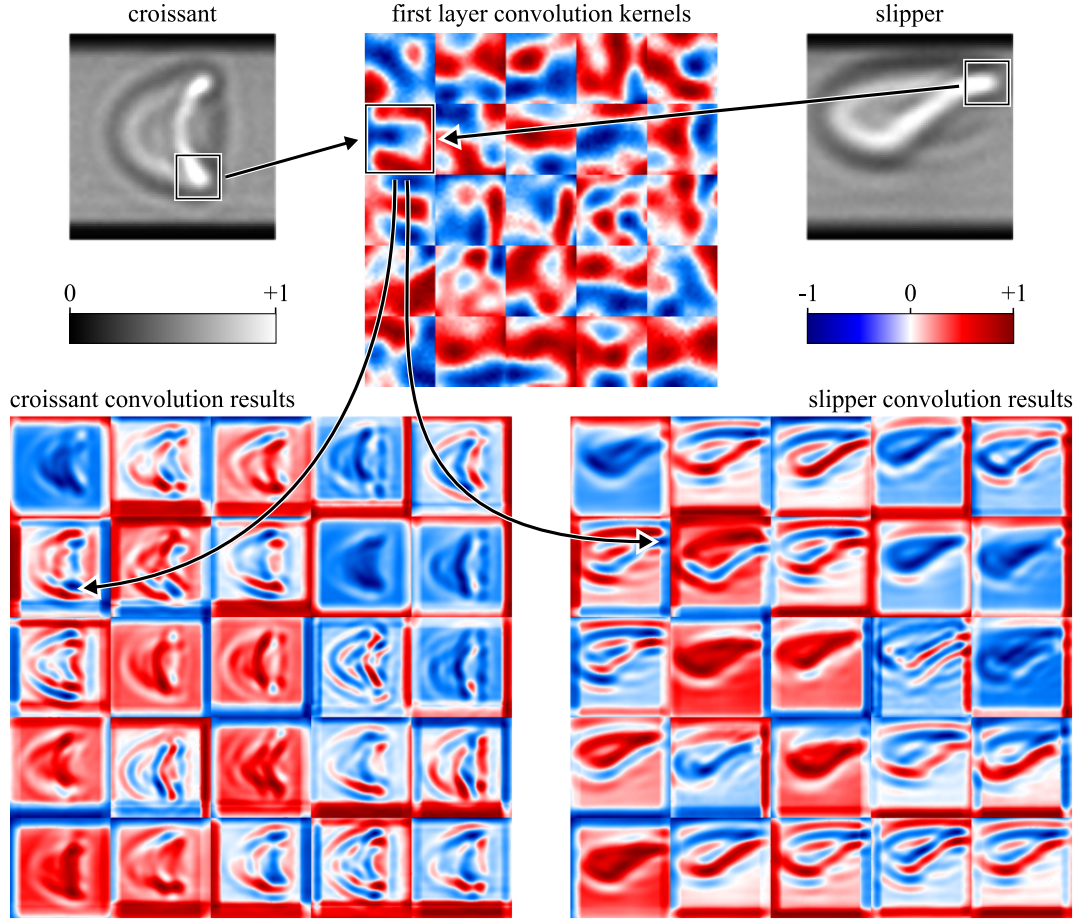 croissant
first layer convolution kernels
slipper
0
+1
-1
0
+1
croissant convolution results
slipper convolution results